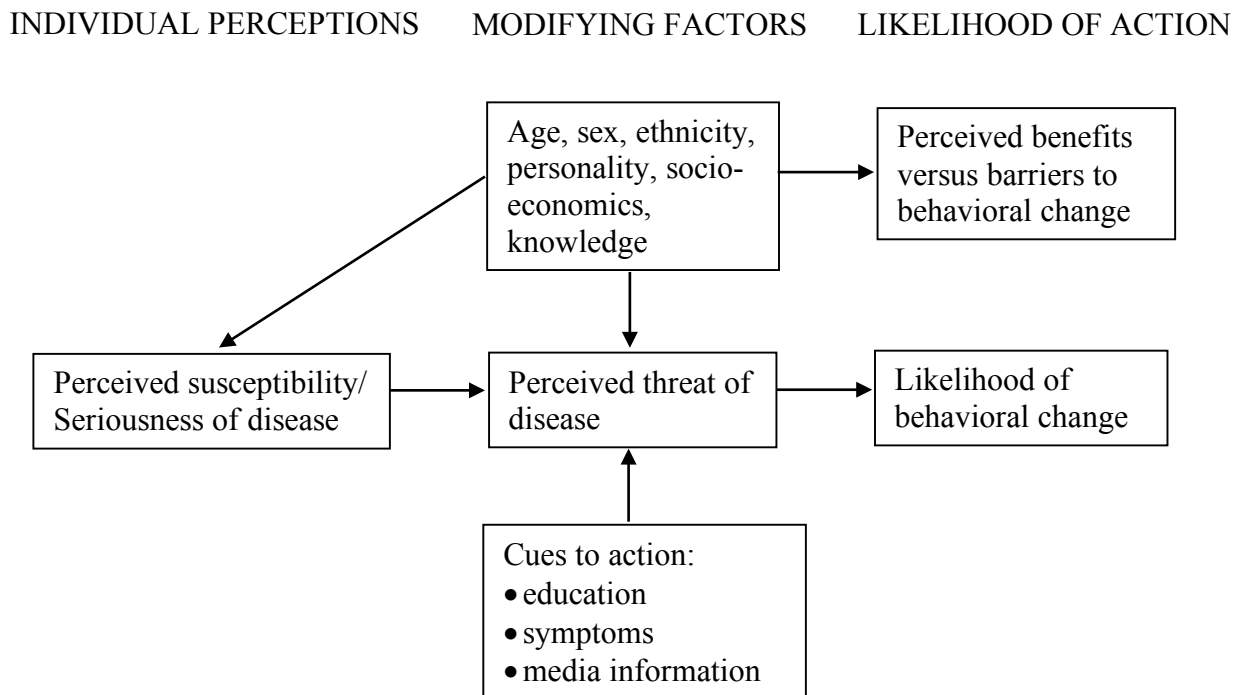 INDIVIDUAL PERCEPTIONS MODIFYING FACTORS LIKELIHOOD OF ACTION
Age, sex, ethnicity,
personality, socio-
economics,
knowledge
Perceived benefits
versus barriers to
behavioral change
Perceived susceptibility/
Seriousness of disease
Perceived threat of
disease
Likelihood of
behavioral change
Cues to action:
• education
• symptoms
• media information